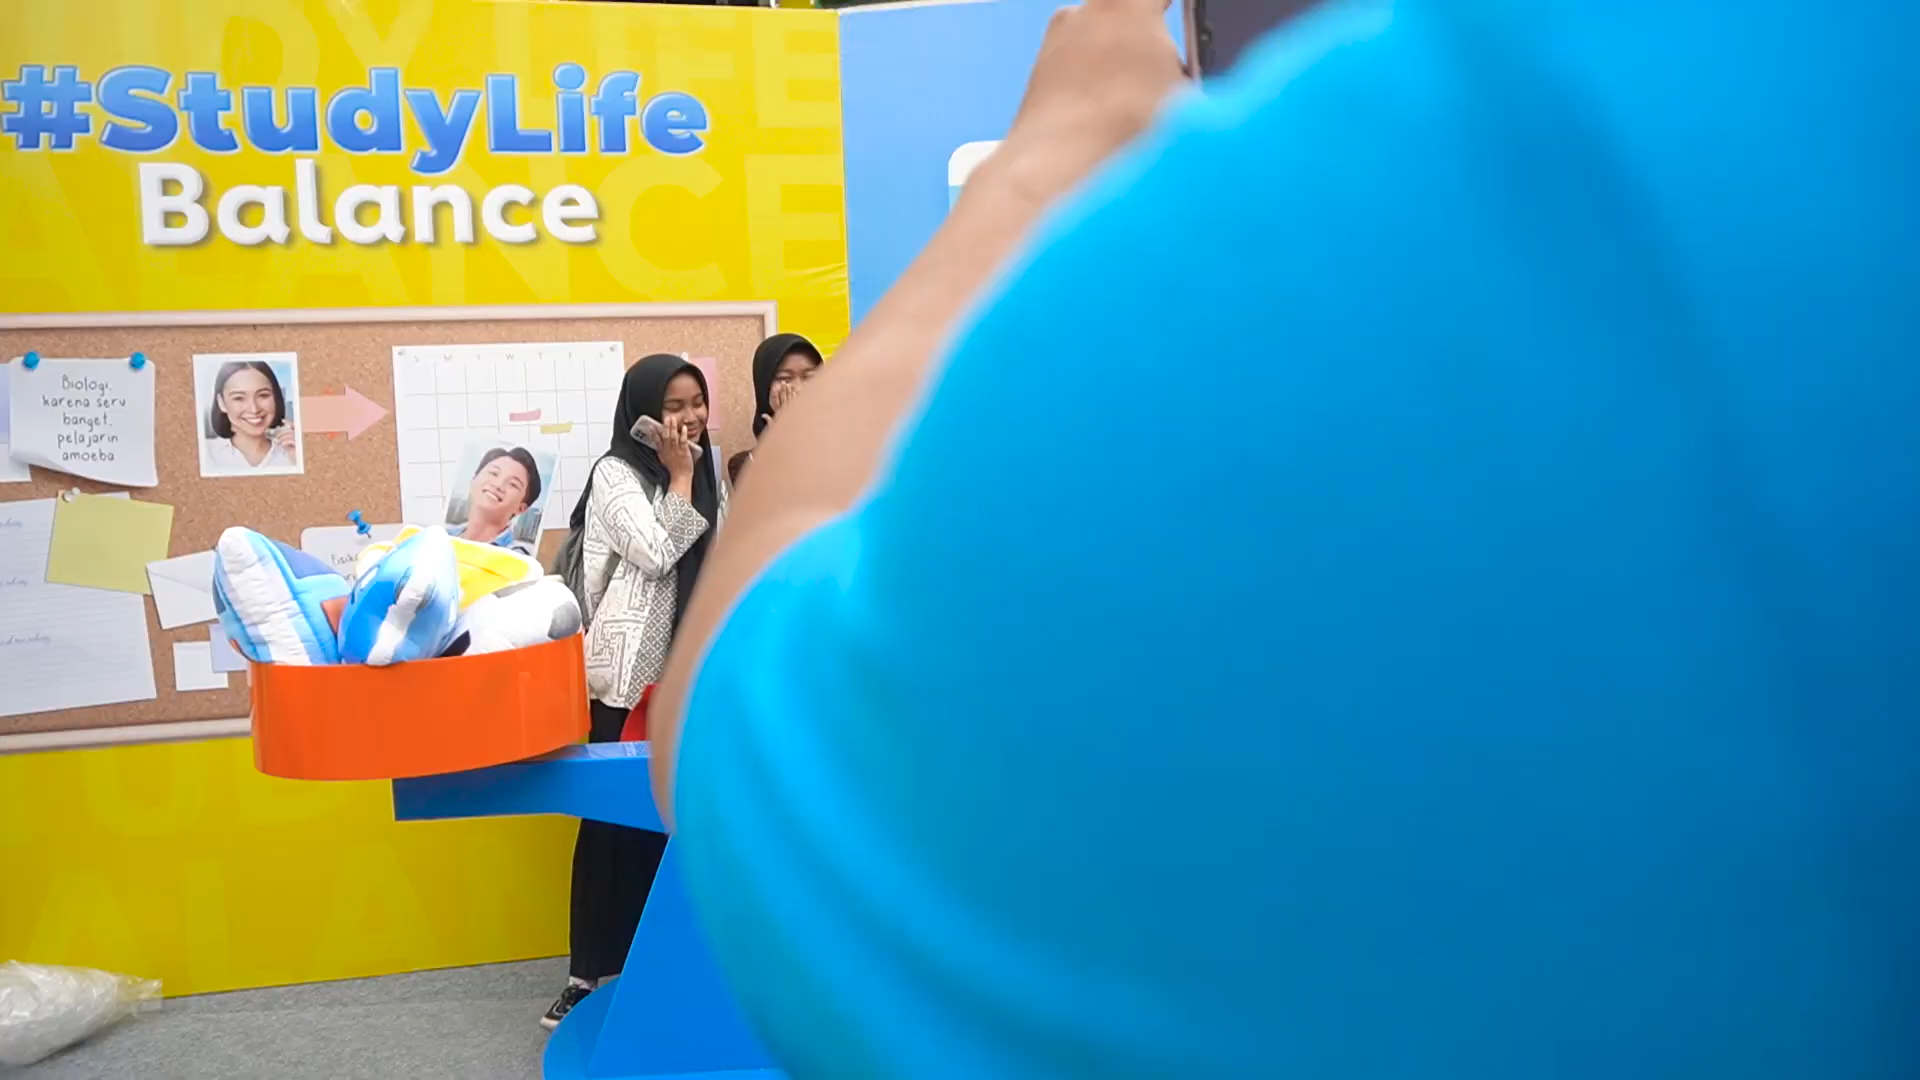 #StudyLife
Balance
Biologi,
karena seru
banget,
pelajarin
amoeba
S M T W T F S